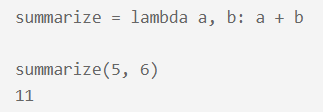 summarize = lambda a, b: a + b
summarize(5, 6)
11